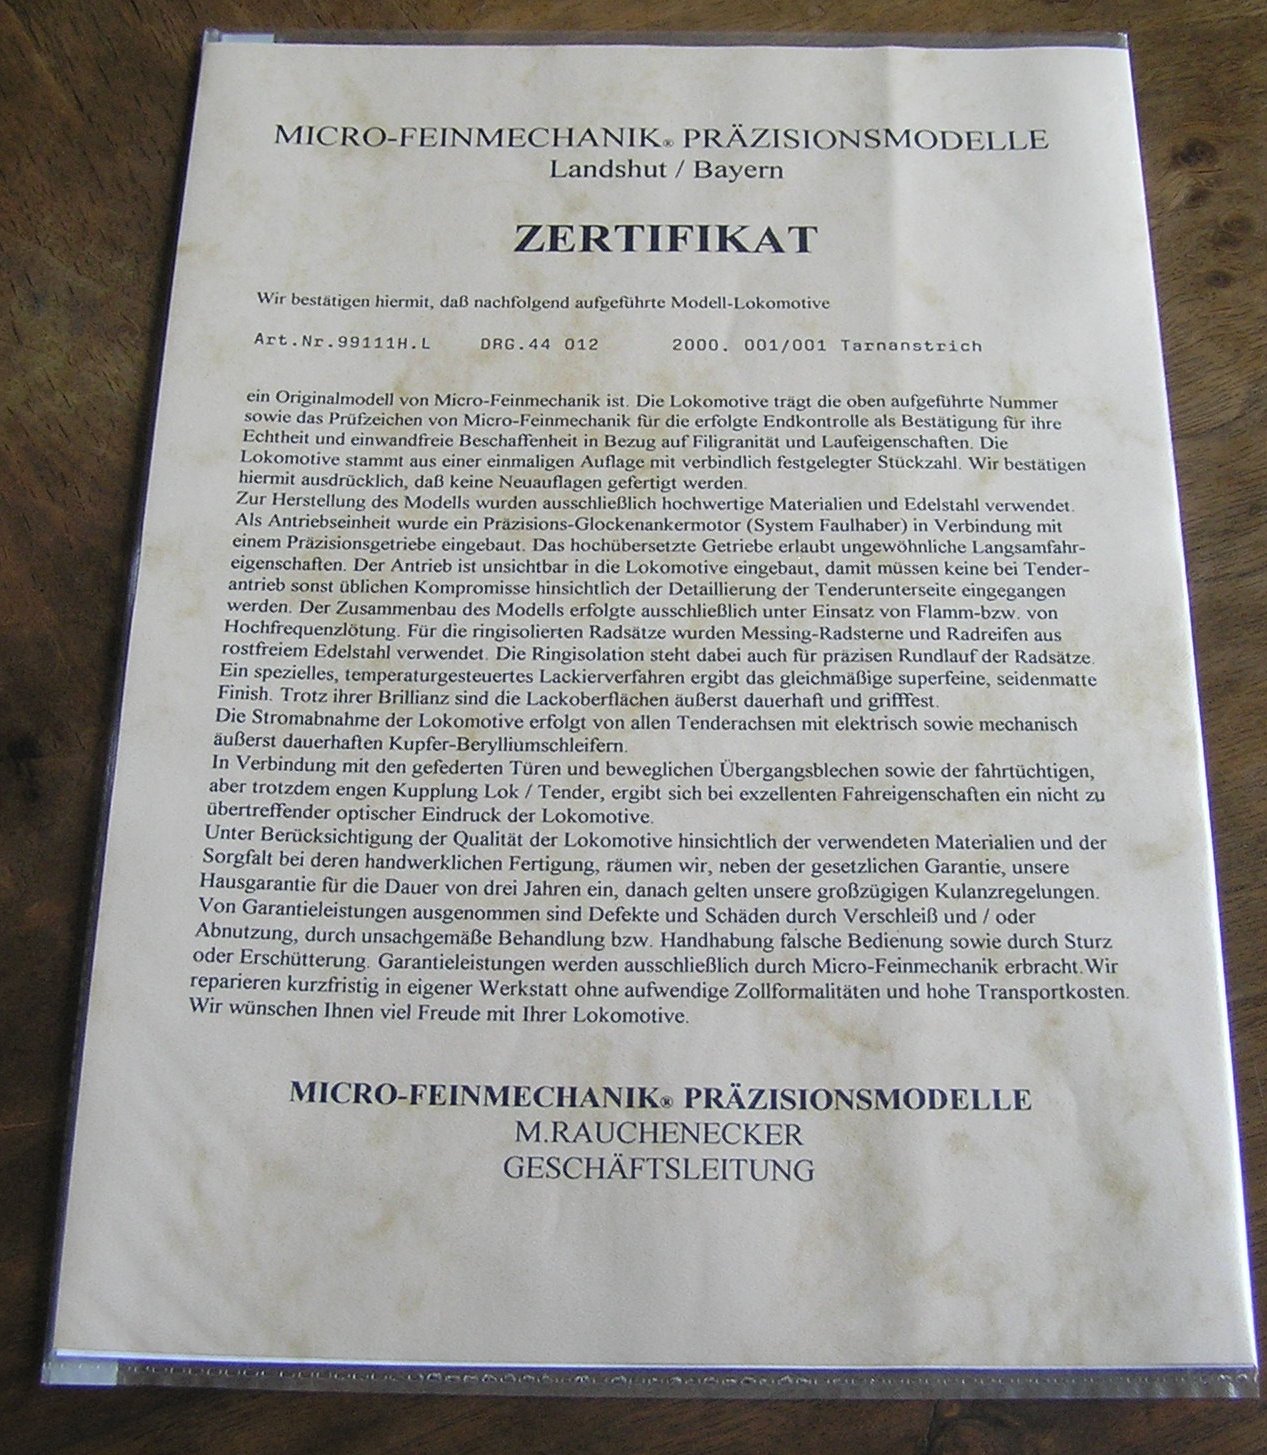 MICRO-FEINMECHANIK® PRÄZISIONSMODELLE
Landshut / Bayern
ZERTIFIKAT
Wir bestätigen hiermit, daß nachfolgend aufgeführte Modell-Lokomotive
Art.Nr.99111H.L DRG.44 012 2000. 001/001 Tarnanstrich
ein Originalmodell von Micro-Feinmechanik ist. Die Lokomotive trägt die oben aufgeführte Nummer
sowie das Prüfzeichen von Micro-Feinmechanik für die erfolgte Endkontrolle als Bestätigung für ihre
Echtheit und einwandfreie Beschaffenheit in Bezug auf Filigranität und Laufeigenschaften. Die
Lokomotive stammt aus einer einmaligen Auflage mit verbindlich festgelegter Stückzahl. Wir bestätigen
hiermit ausdrücklich, daß keine Neuauflagen gefertigt werden.
Zur Herstellung des Modells wurden ausschließlich hochwertige Materialien und Edelstahl verwendet.
Als Antriebseinheit wurde ein Präzisions-Glockenankermotor (System Faulhaber) in Verbindung mit
einem Präzisionsgetriebe eingebaut. Das hochübersetzte Getriebe erlaubt ungewöhnliche Langsamfahr-
eigenschaften. Der Antrieb ist unsichtbar in die Lokomotive eingebaut, damit müssen keine bei Tender-
antrieb sonst üblichen Kompromisse hinsichtlich der Detaillierung der Tenderunterseite eingegangen
werden. Der Zusammenbau des Modells erfolgte ausschließlich unter Einsatz von Flamm-bzw. von
Hochfrequenzlötung. Für die ringisolierten Radsätze wurden Messing-Radsterne und Radreifen aus
rostfreiem Edelstahl verwendet. Die Ringisolation steht dabei auch für präzisen Rundlauf der Radsätze.
Ein spezielles, temperaturgesteuertes Lackierverfahren ergibt das gleichmäßige superfeine, seidenmatte
Finish. Trotz ihrer Brillianz sind die Lackoberflächen äußerst dauerhaft und grifffest.
Die Stromabnahme der Lokomotive erfolgt von allen Tenderachsen mit elektrisch sowie mechanisch
äußerst dauerhaften Kupfer-Berylliumschleifern.
In Verbindung mit den gefederten Türen und beweglichen Übergangsblechen sowie der fahrtüchtigen,
aber trotzdem engen Kupplung Lok / Tender, ergibt sich bei exzellenten Fahreigenschaften ein nicht zu
übertreffender optischer Eindruck der Lokomotive.
Unter Berücksichtigung der Qualität der Lokomotive hinsichtlich der verwendeten Materialien und der
Sorgfalt bei deren handwerklichen Fertigung, räumen wir, neben der gesetzlichen Garantie, unsere
Hausgarantie für die Dauer von drei Jahren ein, danach gelten unsere großzügigen Kulanzregelungen.
Von Garantieleistungen ausgenommen sind Defekte und Schäden durch Verschleiß und / oder
Abnutzung, durch unsachgemäße Behandlung bzw. Handhabung falsche Bedienung sowie durch Sturz
oder Erschütterung. Garantieleistungen werden ausschließlich durch Micro-Feinmechanik erbracht.Wir
reparieren kurzfristig in eigener Werkstatt ohne aufwendige Zollformalitäten und hohe Transportkosten.
Wir wünschen Ihnen viel Freude mit Ihrer Lokomotive.
MICRO-FEINMECHANIK® PRÄZISIONSMODELLE
M.RAUCHENECKER
GESCHÄFTSLEITUNG